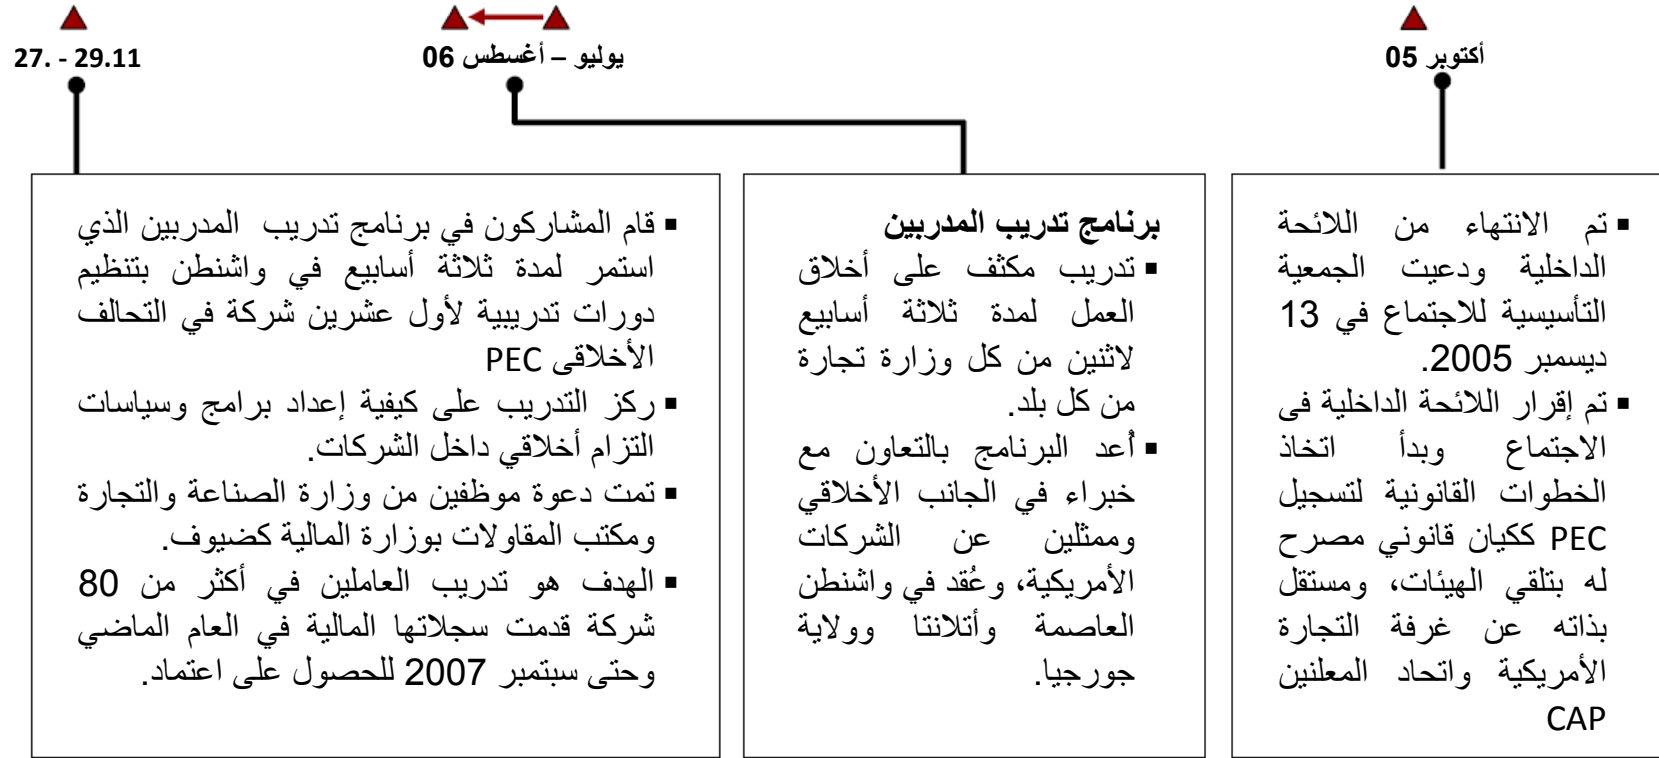 أكتوبر 05
يوليو – أغسطس 06
27. - 29.11
▪ تم الانتهاء من اللائحة
الداخلية ودعيت الجمعية
التأسيسية للاجتماع في 13
ديسمبر 2005.
▪ تم إقرار اللائحة الداخلية فى
الاجتماع وبدأ اتخاذ
الخطوات القانونية لتسجيل
PEC ككيان قانوني مصرح
له بتلقي الهيئات، ومستقل
بذاته عن غرفة التجارة
الأمريكية واتحاد المعلنين
CAP
برنامج تدريب المدربين
▪ تدريب مكثف على أخلاق
العمل لمدة ثلاثة أسابيع
لاثنين من كل وزارة تجارة
من كل بلد.
▪ أُعد البرنامج بالتعاون مع
خبراء في الجانب الأخلاقي
وممثلين عن الشركات
الأمريكية، وعُقد في واشنطن
العاصمة وأتلانتا وولاية
جورجيا.
▪ قام المشاركون في برنامج تدريب المدربين الذي
استمر لمدة ثلاثة أسابيع في واشنطن بتنظيم
دورات تدريبية لأول عشرين شركة في التحالف
الأخلاقى PEC
▪ ركز التدريب على كيفية إعداد برامج وسياسات
التزام أخلاقي داخل الشركات.
▪ تمت دعوة موظفين من وزارة الصناعة والتجارة
ومكتب المقاولات بوزارة المالية كضيوف.
▪ الهدف هو تدريب العاملين في أكثر من 80
شركة قدمت سجلاتها المالية في العام الماضي
وحتى سبتمبر 2007 للحصول على اعتماد.